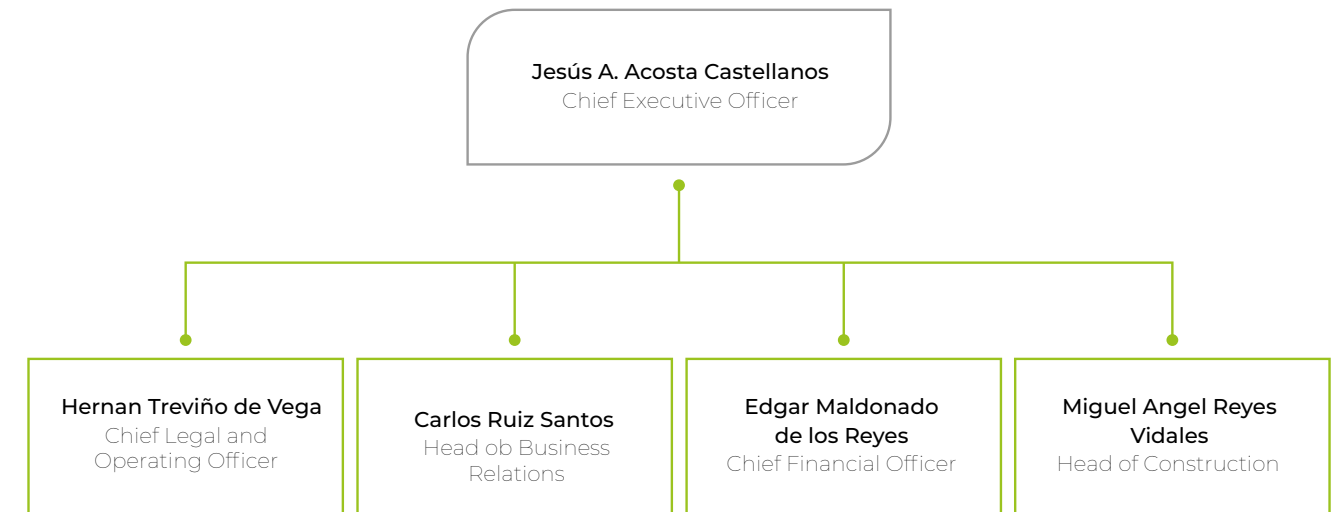 Jesús A. Acosta Castellanos
Chief Executive Officer
Hernan Treviño de Vega
Chief Legal and
Operating Officer
Carlos Ruiz Santos
Head ob Business
Relations
Edgar Maldonado
de los Reyes
Chief Financial Officer
Miguel Angel Reyes
Vidales
Head of Construction